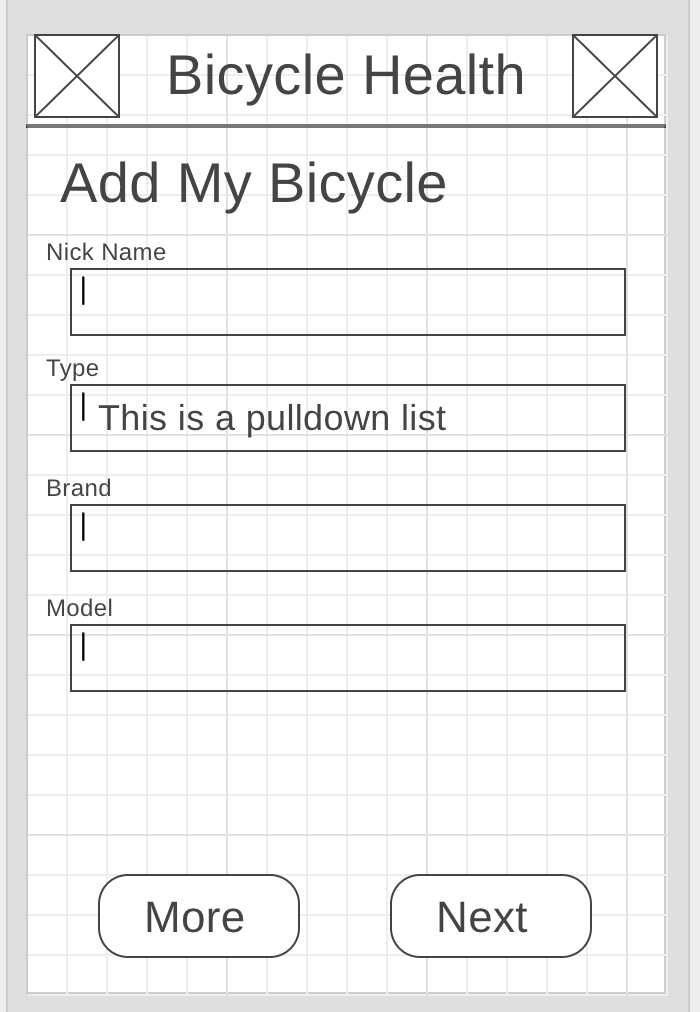 Bicycle Health
Add My Bicycle
Nick Name
Type
This is a pulldown list
Brand
Model
More
Next